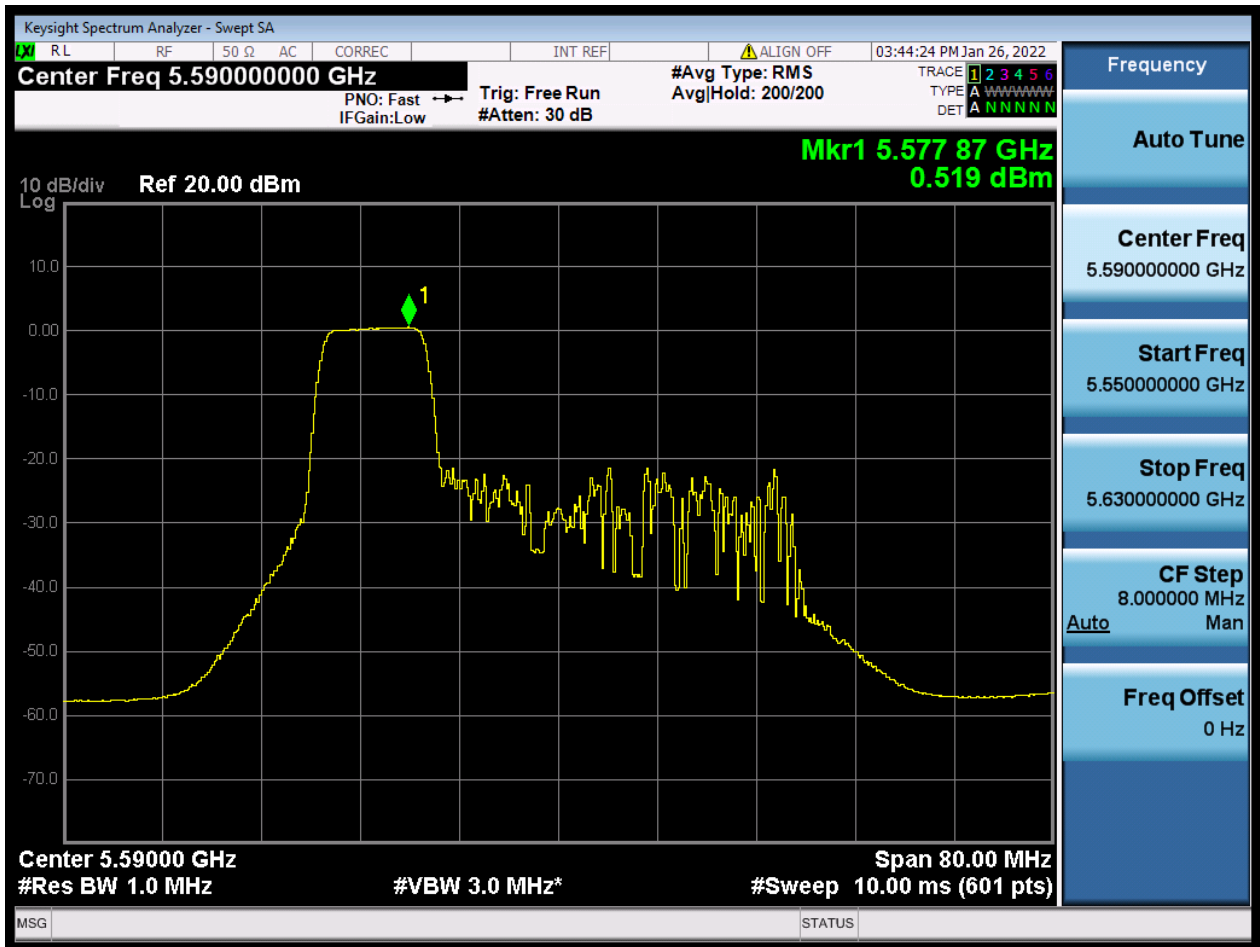 Keysight Spectrum Analyzer - Swept SA
LXI RL RF 50 Ω AC CORREC INT REF ALIGN OFF 03:44:24 PM Jan 26, 2022
Center Freq 5.590000000 GHz
PNO: Fast
IFGain:Low
Trig: Free Run
#Atten: 30 dB
#Avg Type: RMS
Avg|Hold: 200/200
TRACE 1 2 3 4 5 6
TYPE A WWWWW
DET A N N N N N
Mkr1 5.577 87 GHz
0.519 dBm
10 dB/div Ref 20.00 dBm
Log
1
10.0
0.00
-10.0
-20.0
-30.0
-40.0
-50.0
-60.0
-70.0
Center 5.59000 GHz Span 80.00 MHz
#Res BW 1.0 MHz #VBW 3.0 MHz* #Sweep 10.00 ms (601 pts)
MSG STATUS
Frequency
Auto Tune
Center Freq
5.590000000 GHz
Start Freq
5.550000000 GHz
Stop Freq
5.630000000 GHz
CF Step
8.000000 MHz
Auto Man
Freq Offset
0 Hz